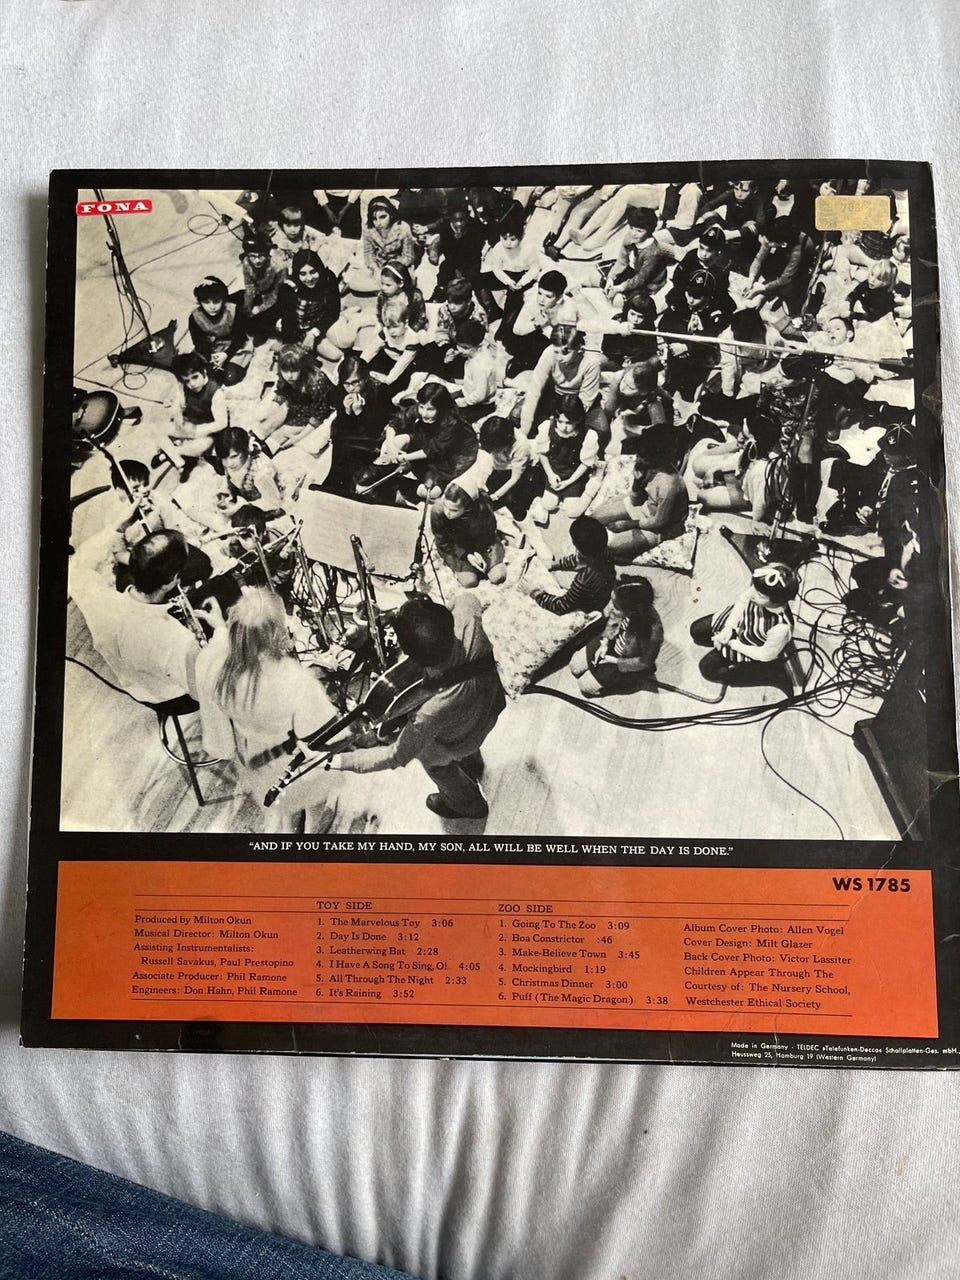 FONA
"AND IF YOU TAKE MY HAND, MY SON, ALL WILL BE WELL WHEN THE DAY IS DONE."
WS 1785
Produced by Milton Okun
Musical Director: Milton Okun
Assisting Instrumentalists:
Russell Savakus, Paul Prestopino
Associate Producer: Phil Ramone
Engineers: Don Hahn, Phil Ramone
TOY SIDE
1. The Marvelous Toy 3:06
2. Day Is Done 3:12
3. Leatherwing Bat 2:28
4. I Have A Song To Sing, O! 4:05
5. All Through The Night 2:33
6. It's Raining 3:52
ZOO SIDE
1. Going To The Zoo 3:09
2. Boa Constrictor :46
3. Make-Believe Town 3:45
4. Mockingbird 1:19
5. Christmas Dinner 3:00
6. Puff (The Magic Dragon) 3:38
Album Cover Photo: Allen Vogel
Cover Design: Milt Glazer
Back Cover Photo: Victor Lassiter
Children Appear Through The
Courtesy of: The Nursery School,
Westchester Ethical Society
Made in Germany · TELDEC »Telefunken-Decca« Schallplatten-Ges. mbH.,
Heussweg 25, Hamburg 19 (Western Germany)